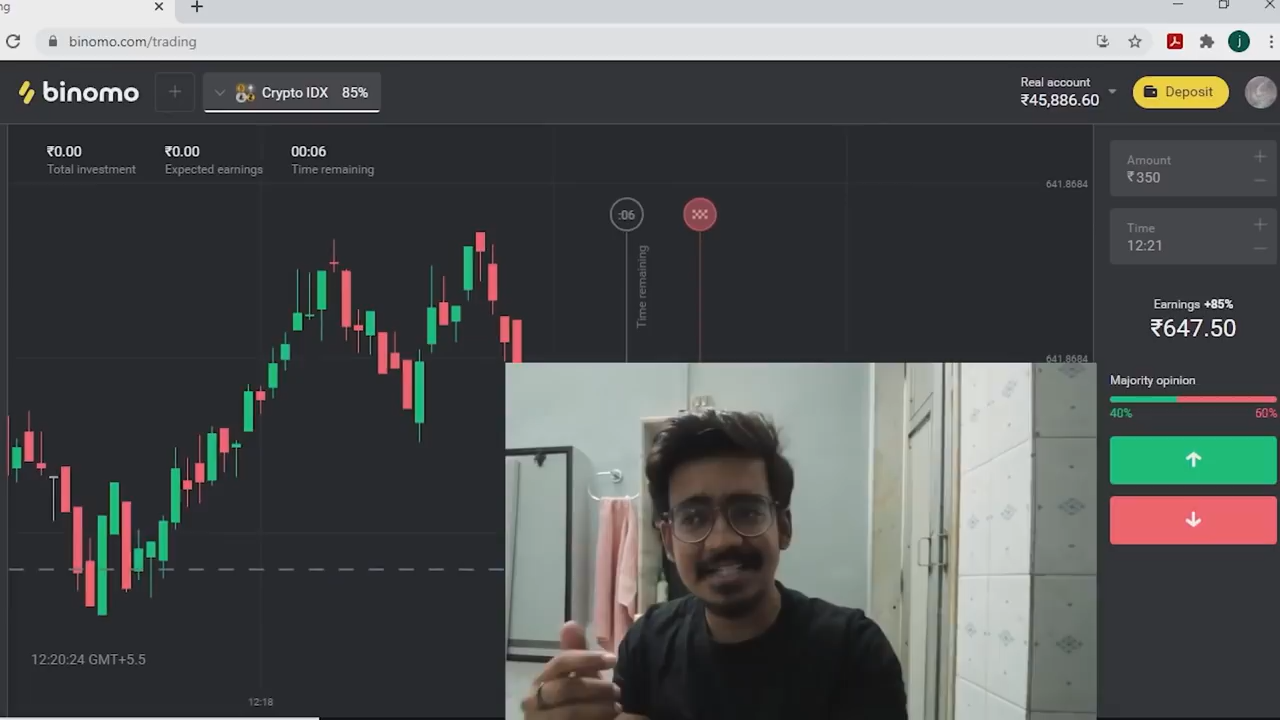 ng
binomo.com/trading
j
binomo
Crypto IDX 85%
Real account
₹45,886.60
Deposit
₹0.00 ₹0.00 00:06
Total investment Expected earnings Time remaining
641.8684
:06
Time remaining
641.8684
Amount
₹350
Time
12:21
Earnings +85%
₹647.50
Majority opinion
40% 60%
12:20:24 GMT+5.5
12:18